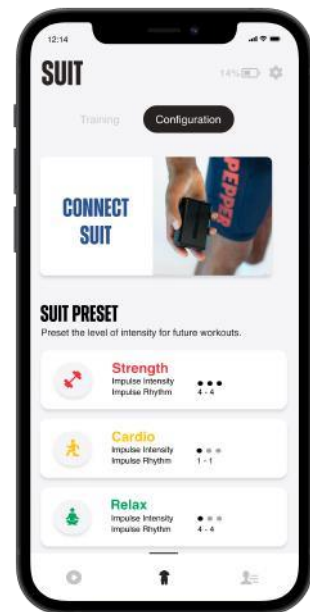 12:14
SUIT
14%
Training
Configuration
CONNECT
SUIT
PEPPER
SUIT PRESET
Preset the level of intensity for future workouts.
Strength
Impulse Intensity
Impulse Rhythm 4 - 4
Cardio
Impulse Intensity
Impulse Rhythm 1 - 1
Relax
Impulse Intensity
Impulse Rhythm 4 - 4